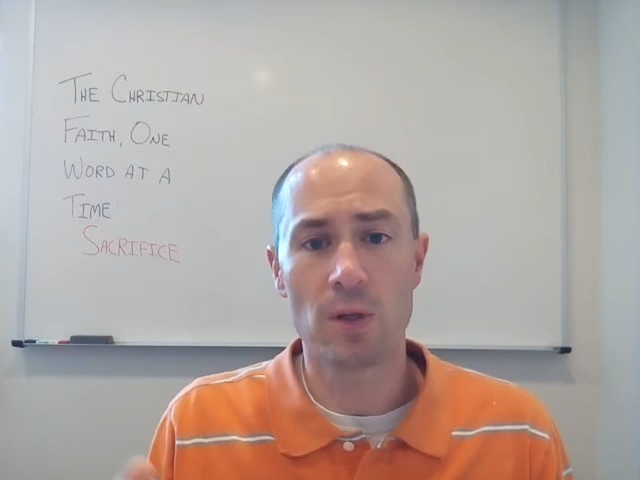 THE CHRISTIAN
FAITH, ONE
WORD AT A
TIME
SACRIFICE